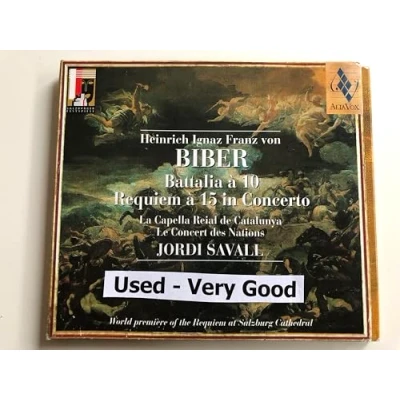 ALIAVOX
Heinrich Ignaz Franz von
BIBER
Battalia à 10
Requiem à 15 in Concerto
La Capella Reial de Catalunya
Le Concert des Nations
JORDI SAVALL
Used - Very Good
World première of the Requiem at Salzburg Cathedral